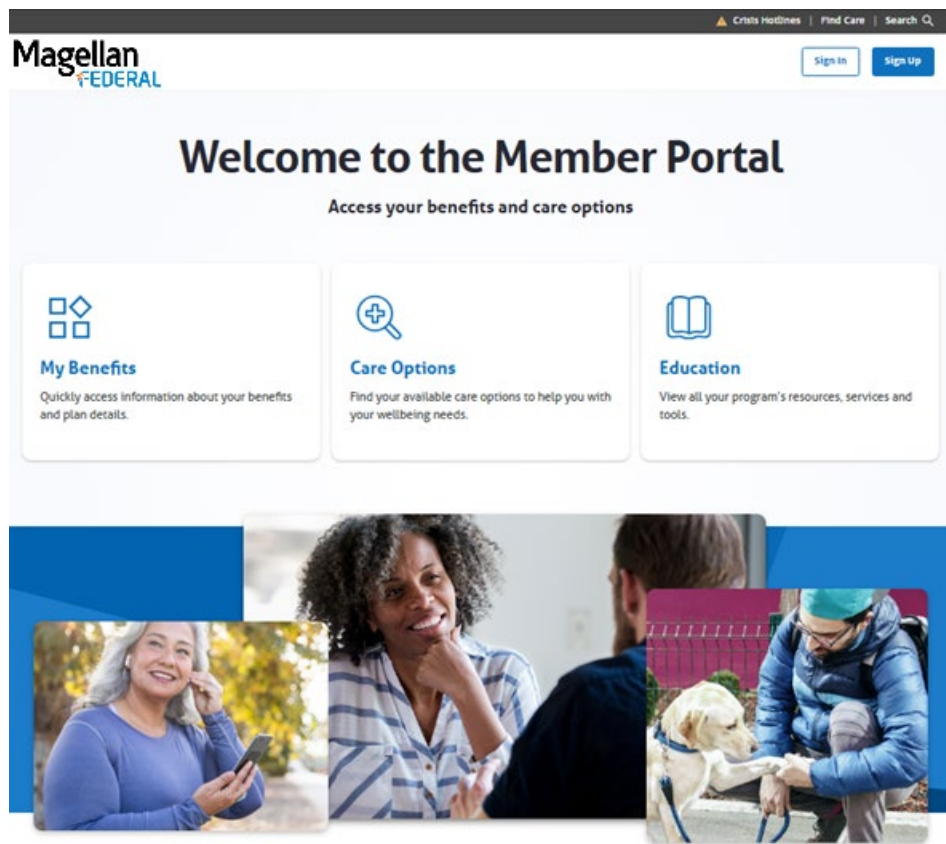 Crisis Hotlines | Find Care | Search
Magellan
FEDERAL
Sign In
Sign Up
Welcome to the Member Portal
Access your benefits and care options
My Benefits
Quickly access information about your benefits
and plan details.
Care Options
Find your available care options to help you with
your wellbeing needs.
Education
View all your program's resources, services and
tools.